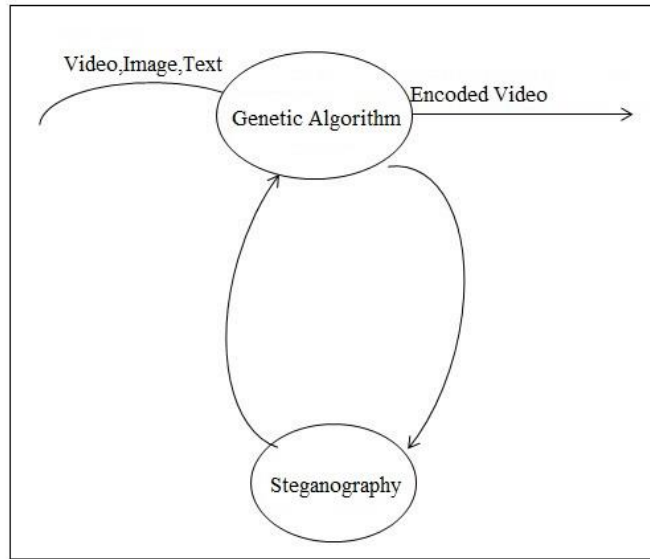 Video,Image,Text
Encoded Video
Genetic Algorithm
Steganography